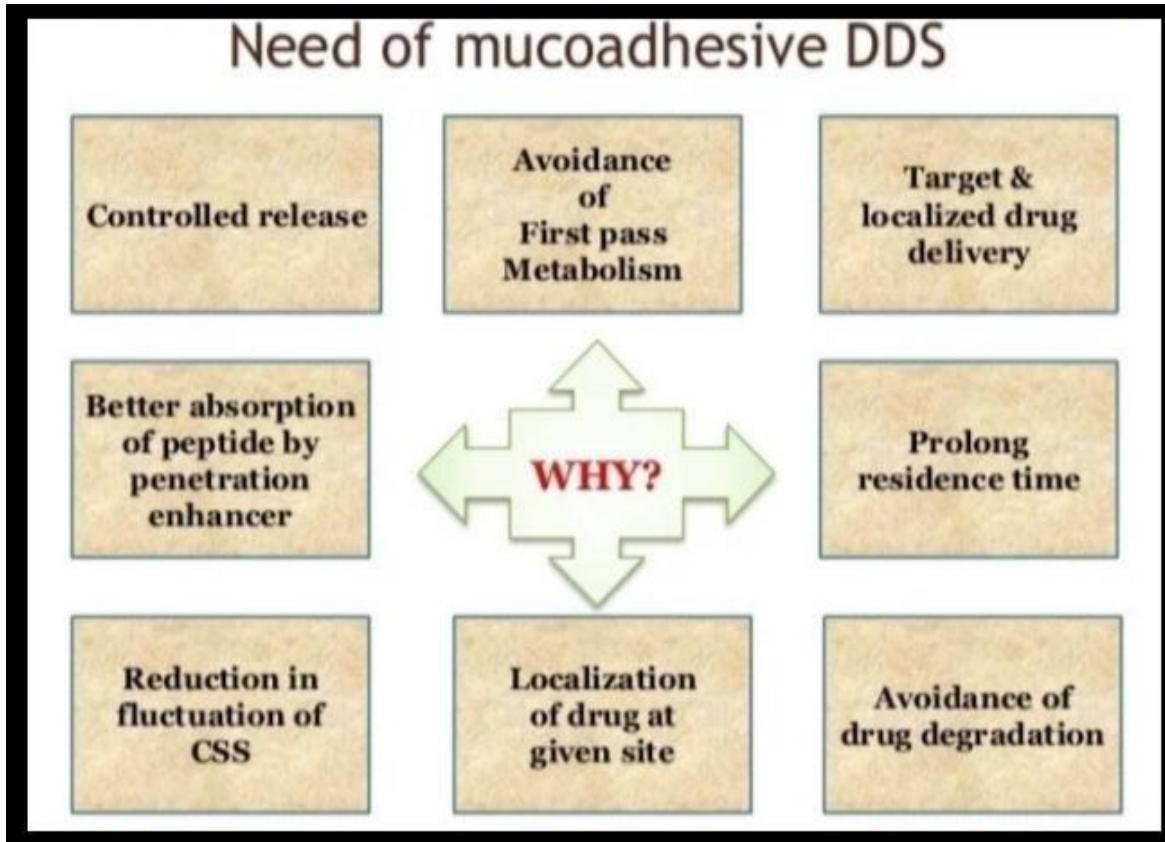 Need of mucoadhesive DDS
Controlled release
Avoidance
of
First pass
Metabolism
Target &
localized drug
delivery
Better absorption
of peptide by
penetration
enhancer
WHY?
Prolong
residence time
Reduction in
fluctuation of
CSS
Localization
of drug at
given site
Avoidance of
drug degradation